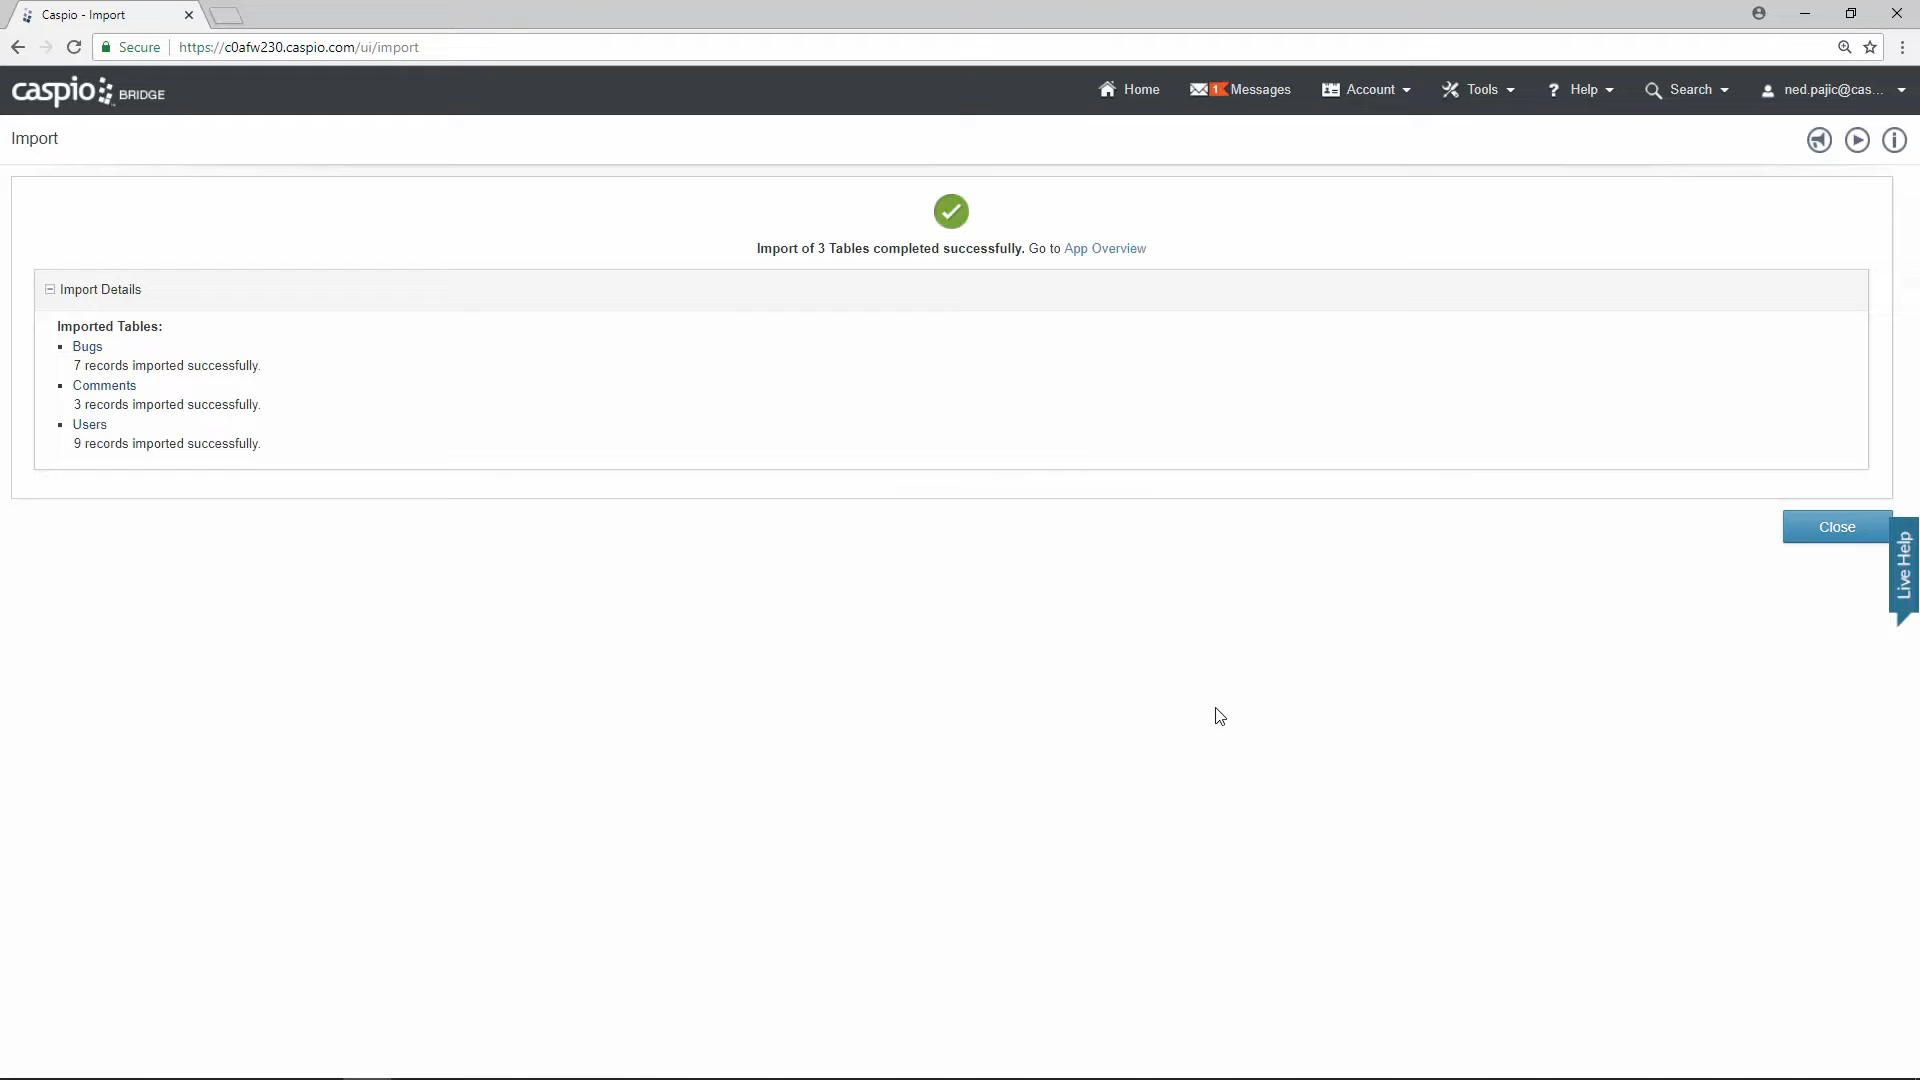 Caspio - Import
Secure https://c0afw230.caspio.com/ui/import
caspio BRIDGE
Home
1 Messages
Account
Tools
? Help
Search
ned.pajic@cas...
Import
Import of 3 Tables completed successfully. Go to App Overview
Import Details
Imported Tables:
Bugs
7 records imported successfully.
Comments
3 records imported successfully.
Users
9 records imported successfully.
Close
Live Help